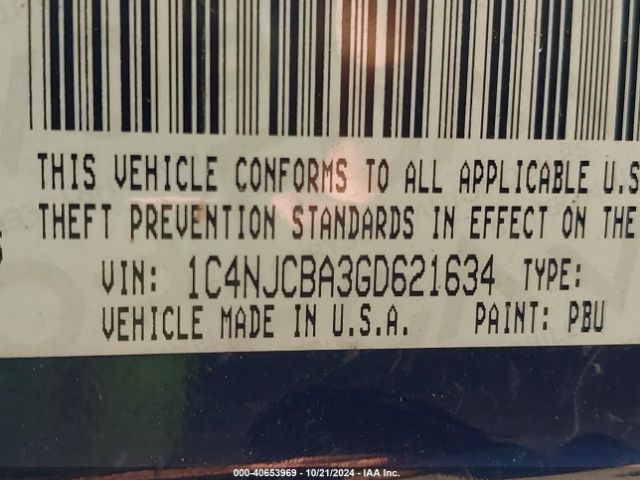 THIS VEHICLE CONFORMS TO ALL APPLICABLE U.S
THEFT PREVENTION STANDARDS IN EFFECT ON THE
VIN: 1C4NJCBA3GD621634 TYPE:
VEHICLE MADE IN U.S.A. PAINT: PBU
000-40653969 - 10/21/2024 - IAA Inc.